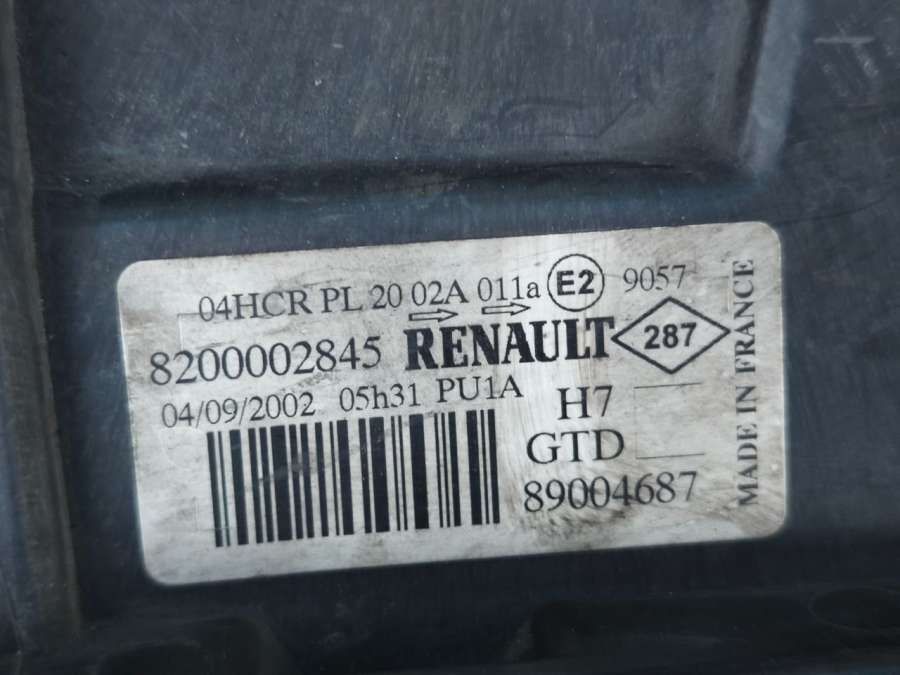 04HCR PL 20 02A 011a E2 9057
8200002845 RENAULT 287
04/09/2002 05h31 PU1A H7
GTD
89004687
MADE IN FRANCE